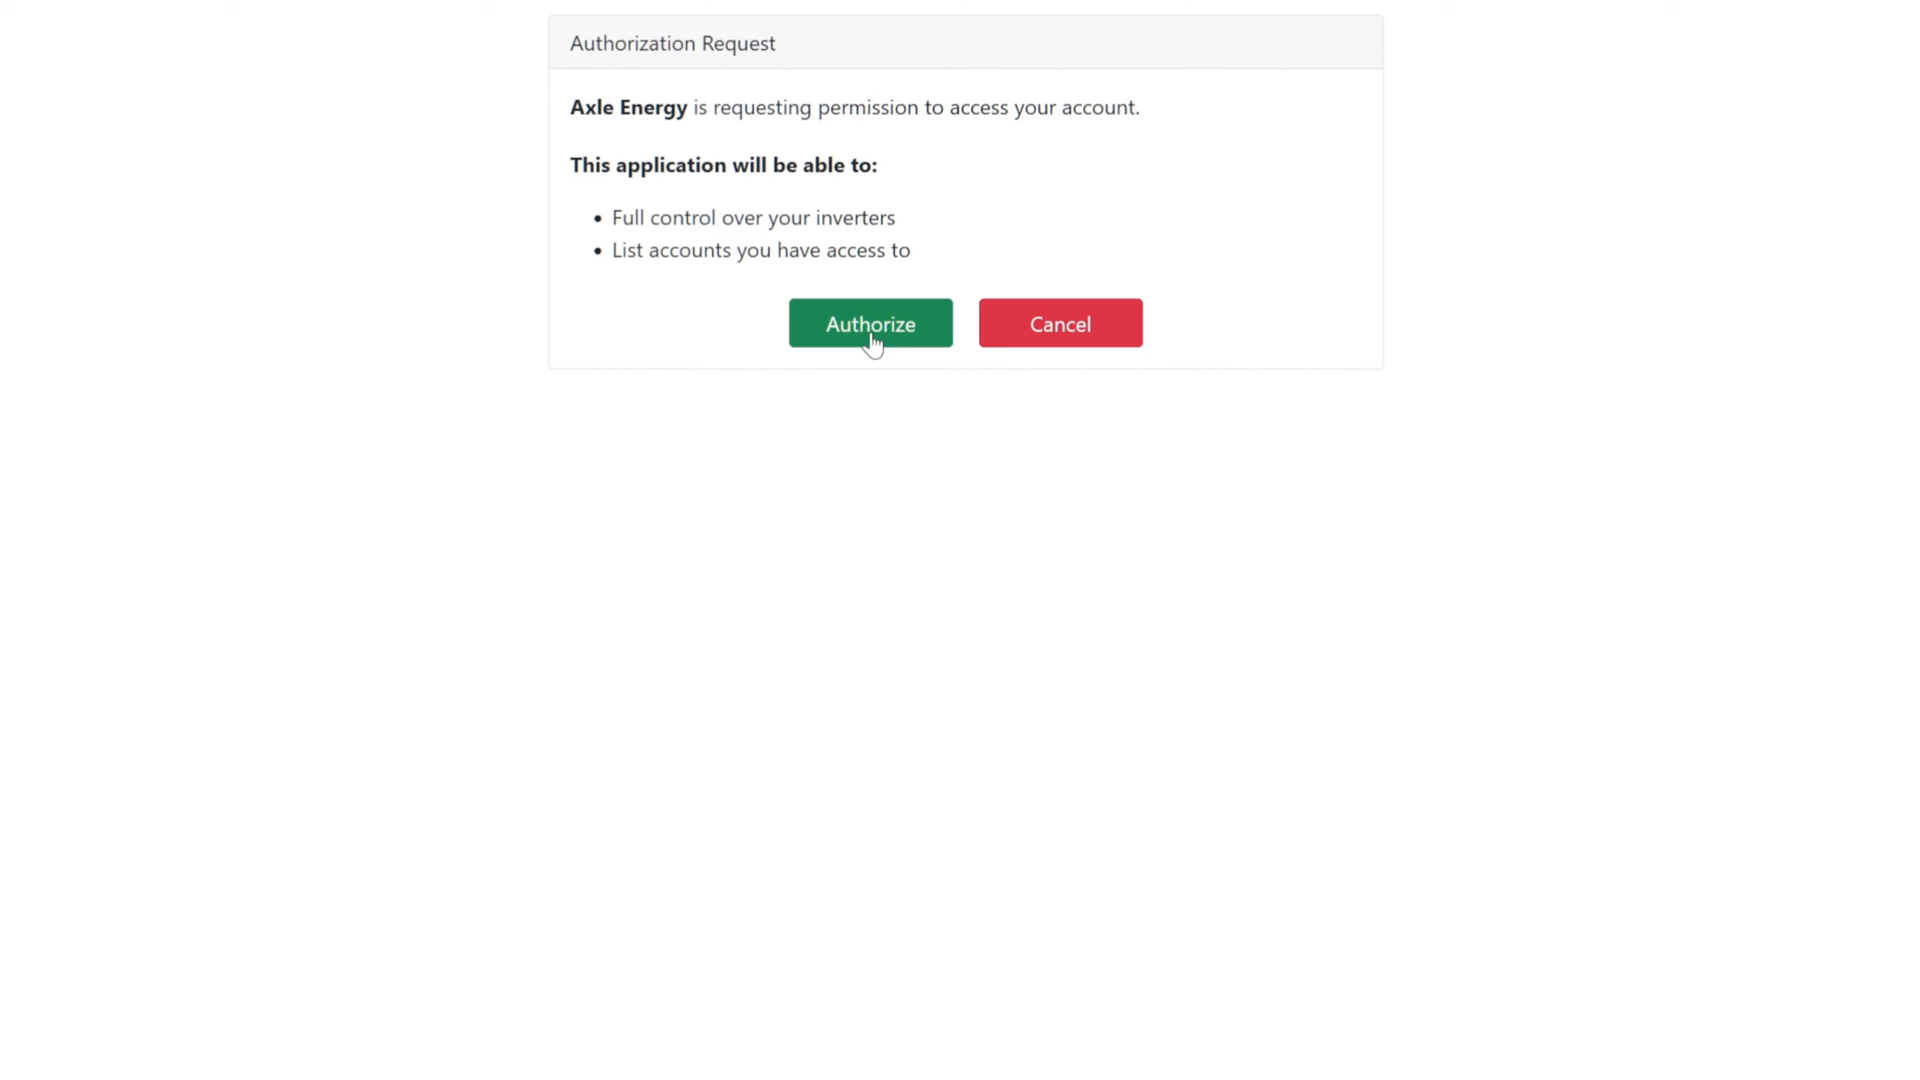 Authorization Request
Axle Energy is requesting permission to access your account.
This application will be able to:
Full control over your inverters
List accounts you have access to
Authorize
Cancel